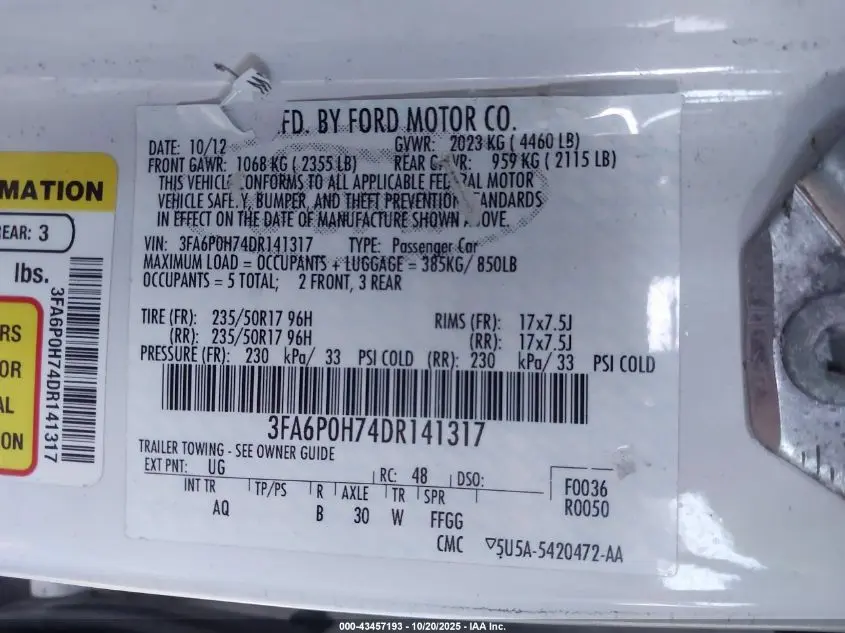 FD. BY FORD MOTOR CO.
DATE: 10/12 GVWR: 2023 KG ( 4460 LB)
FRONT GAWR: 1068 KG ( 2355 LB) REAR G VR: 959 KG ( 2115 LB)
THIS VEHICLE CONFORMS TO ALL APPLICABLE FED RAL MOTOR
VEHICLE SAFE Y, BUMPER, AND THEFT PREVENTION TANDARDS
IN EFFECT ON THE DATE OF MANUFACTURE SHOWN A OVE.
VIN: 3FA6P0H74DR141317 TYPE: Passenger Car
MAXIMUM LOAD = OCCUPANTS + LUGGAGE = 385KG/ 850LB
OCCUPANTS = 5 TOTAL; 2 FRONT, 3 REAR
TIRE (FR): 235/50R17 96H RIMS (FR): 17x7.5J
(RR): 235/50R17 96H (RR): 17x7.5J
PRESSURE (FR): 230 kPa/ 33 PSI COLD (RR): 230 kPa/ 33 PSI COLD
3FA6P0H74DR141317
TRAILER TOWING - SEE OWNER GUIDE
EXT PNT: UG RC: 48 DSO:
INT TR TP/PS R AXLE TR SPR
AQ B 30 W FFGG
F0036
R0050
CMC ▽5U5A-5420472-AA
MATION
REAR: 3
lbs.
3FA6P0H74DR141317
RS
OR
AL
ON
000-43457193 - 10/20/2025 - IAA Inc.